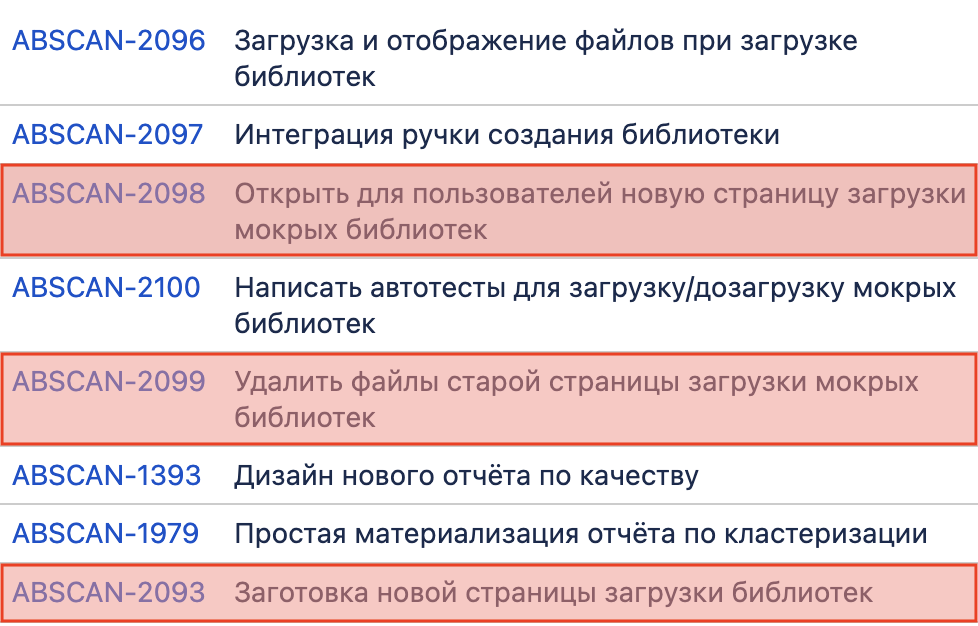 ABSCAN-2096 Загрузка и отображение файлов при загрузке
библиотек
ABSCAN-2097 Интеграция ручки создания библиотеки
ABSCAN-2098 Открыть для пользователей новую страницу загрузки
мокрых библиотек
ABSCAN-2100 Написать автотесты для загрузку/дозагрузку мокрых
библиотек
ABSCAN-2099 Удалить файлы старой страницы загрузки мокрых
библиотек
ABSCAN-1393 Дизайн нового отчёта по качеству
ABSCAN-1979 Простая материализация отчёта по кластеризации
ABSCAN-2093 Заготовка новой страницы загрузки библиотек